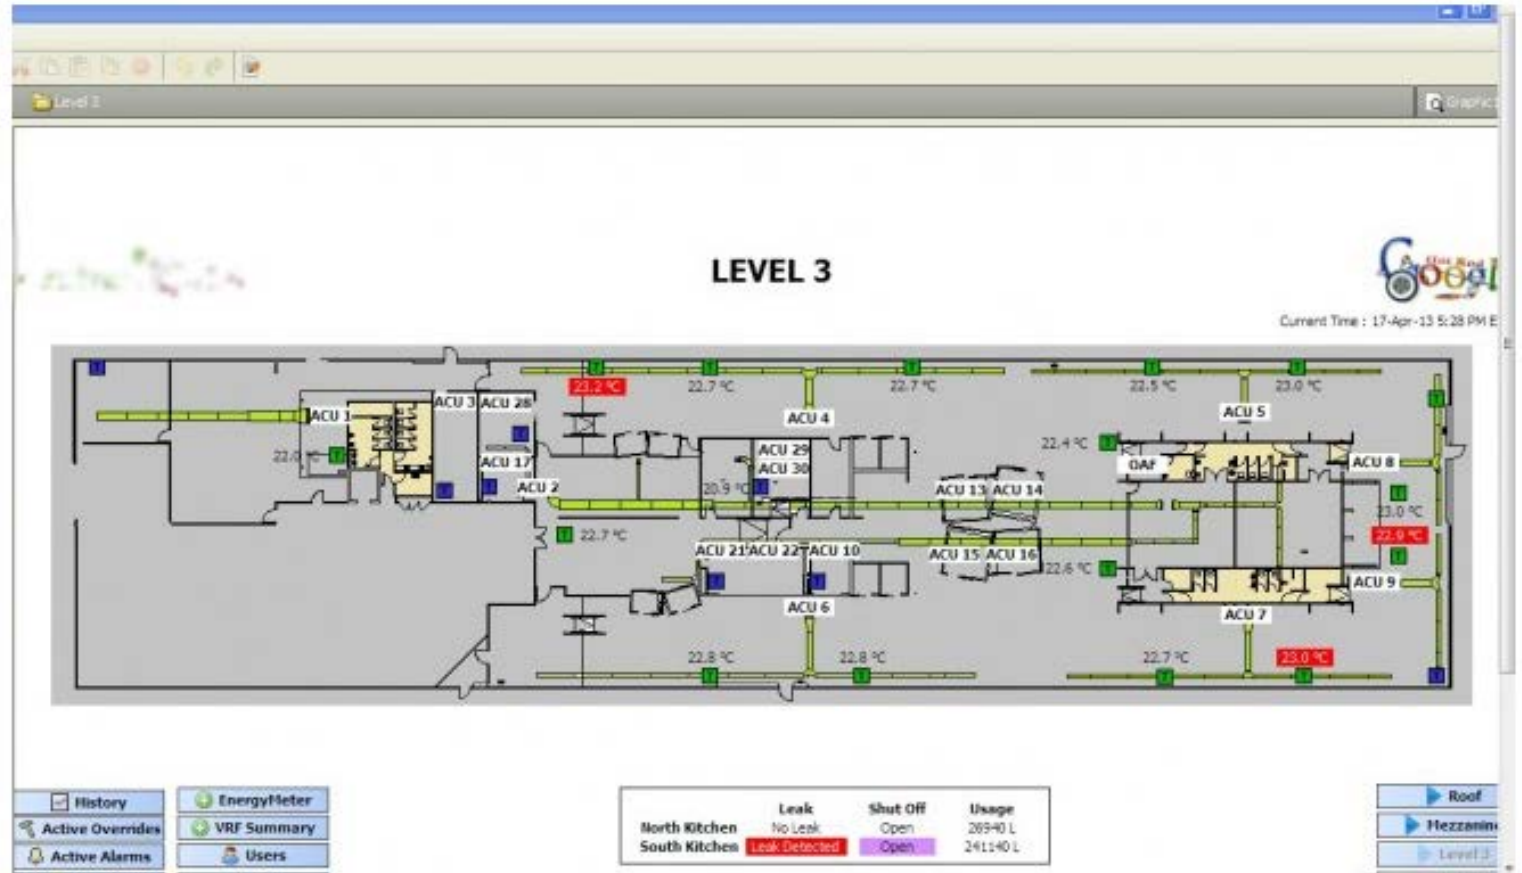 Level 3
Graphic
LEVEL 3
Google
Current Time : 17-Apr-13 5:28 PM E
23.2 °C
22.7 °C
22.7 °C
22.5 °C
23.0 °C
ACU 1
ACU 3
ACU 28
ACU 4
ACU 5
22.4 °C
ACU 29
ACU 17
OAF
ACU 8
ACU 30
ACU 2
20.9 °C
ACU 13
ACU 14
23.0 °C
22.7 °C
22.9 °C
ACU 21
ACU 22
ACU 10
ACU 15
ACU 16
22.6 °C
ACU 9
ACU 6
ACU 7
22.8 °C
22.8 °C
22.7 °C
23.0 °C
History
EnergyMeter
Active Overrides
VRF Summary
Active Alarms
Users
Leak Shut Off Usage
North Kitchen No Leak Open 26940 L
South Kitchen Leak Detected Open 241140 L
Roof
Mezzanine
Level 3